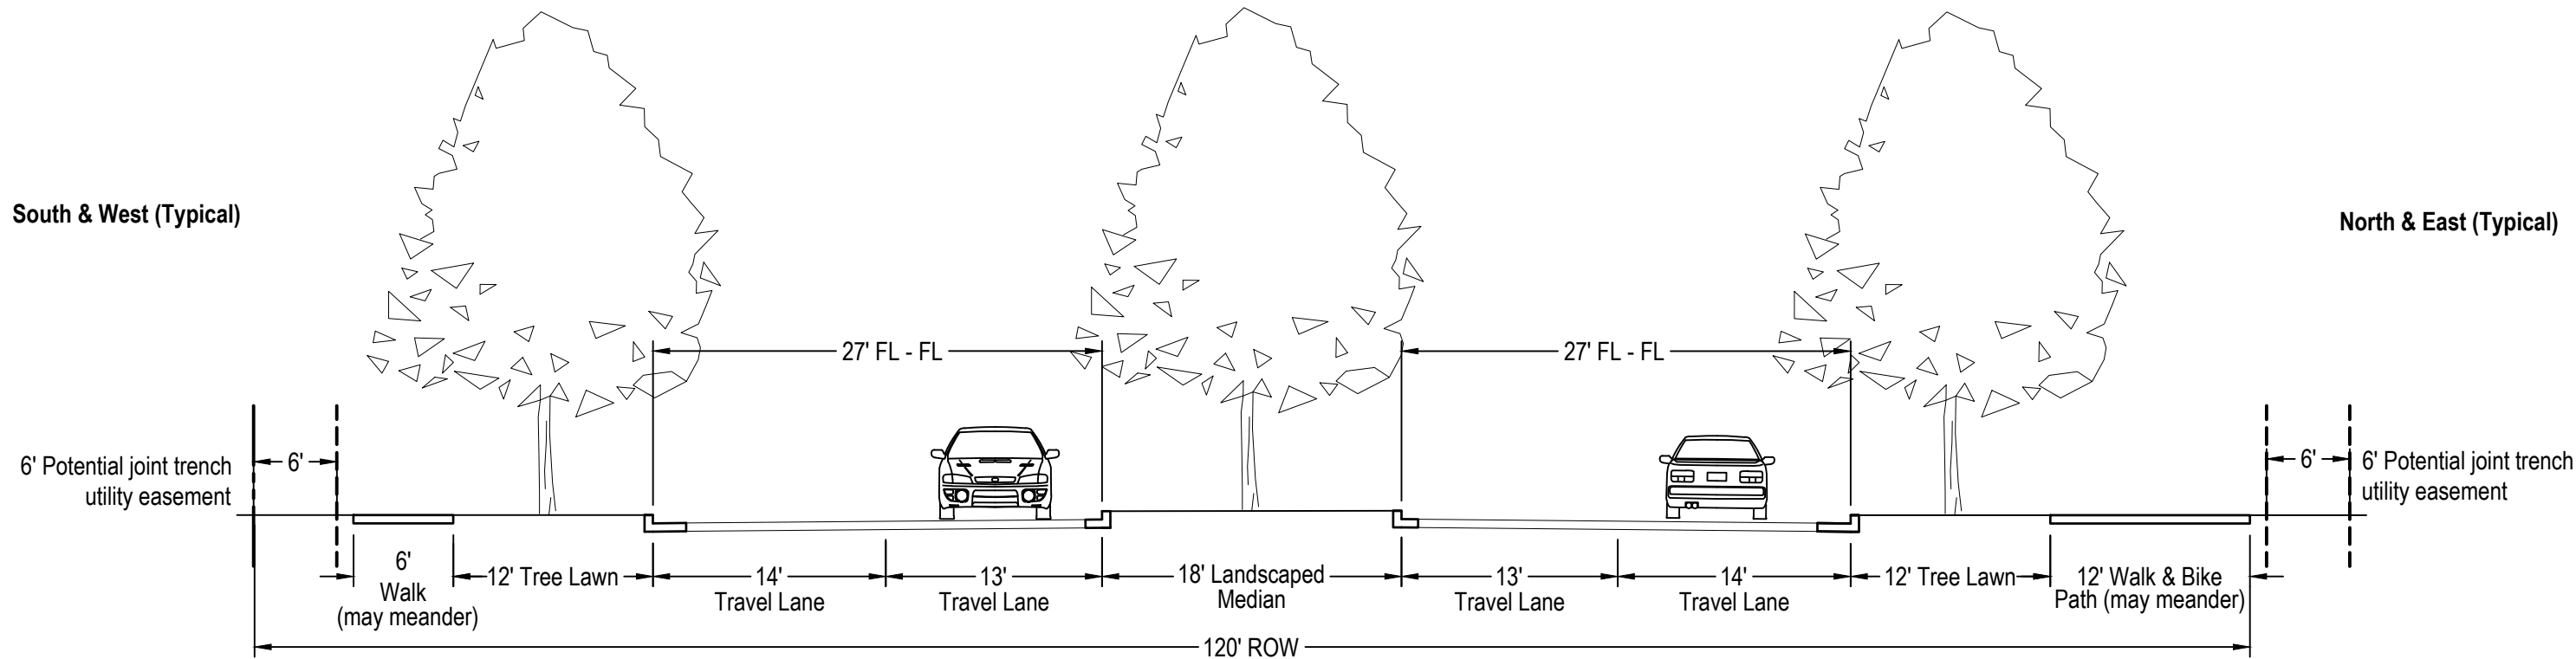 South & West (Typical)
North & East (Typical)
27' FL - FL
27' FL - FL
6' Potential joint trench
utility easement
6'
6'
6' Potential joint trench
utility easement
6'
Walk
(may meander)
12' Tree Lawn
14'
Travel Lane
13'
Travel Lane
18' Landscaped
Median
13'
Travel Lane
14'
Travel Lane
12' Tree Lawn
12' Walk & Bike
Path (may meander)
120' ROW